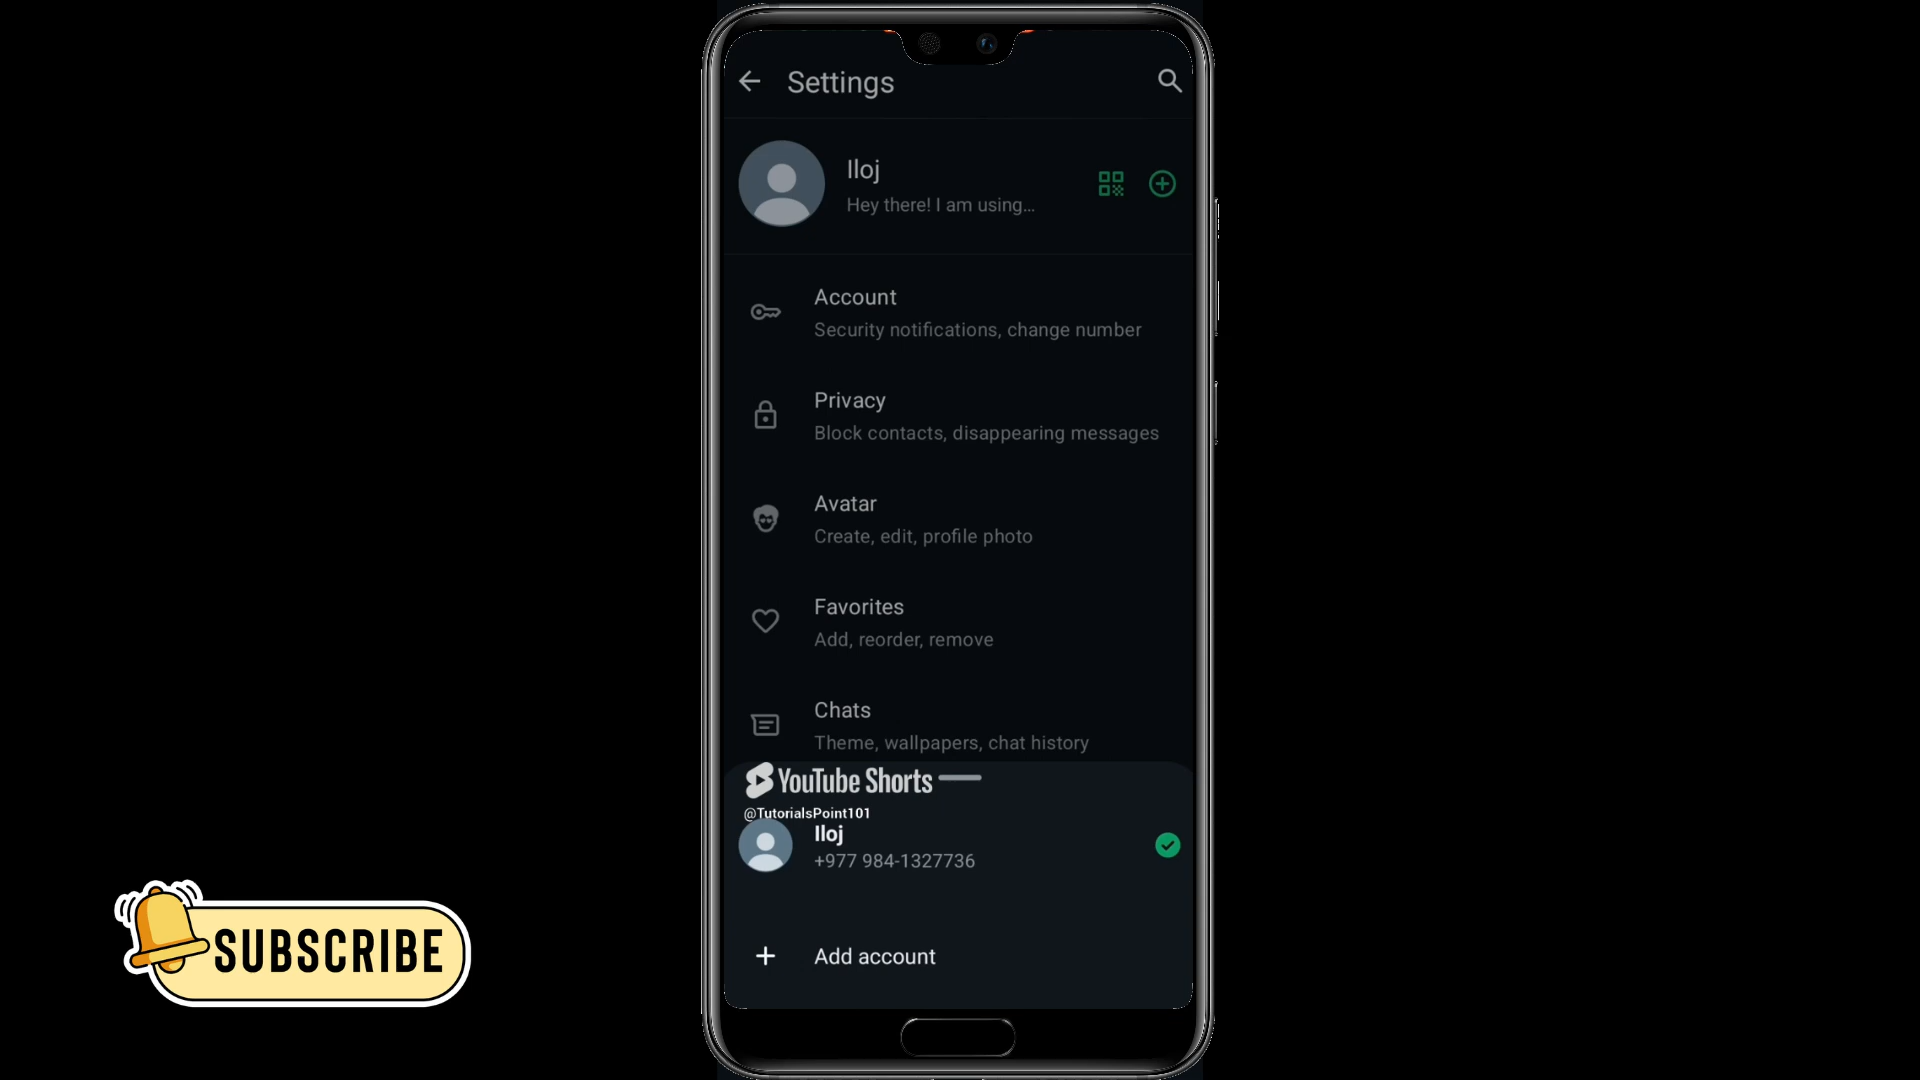 Settings
Iloj
Hey there! I am using...
Account
Security notifications, change number
Privacy
Block contacts, disappearing messages
Avatar
Create, edit, profile photo
Favorites
Add, reorder, remove
Chats
Theme, wallpapers, chat history
YouTube Shorts
@TutorialsPoint101
Iloj
+977 984-1327736
Add account
SUBSCRIBE